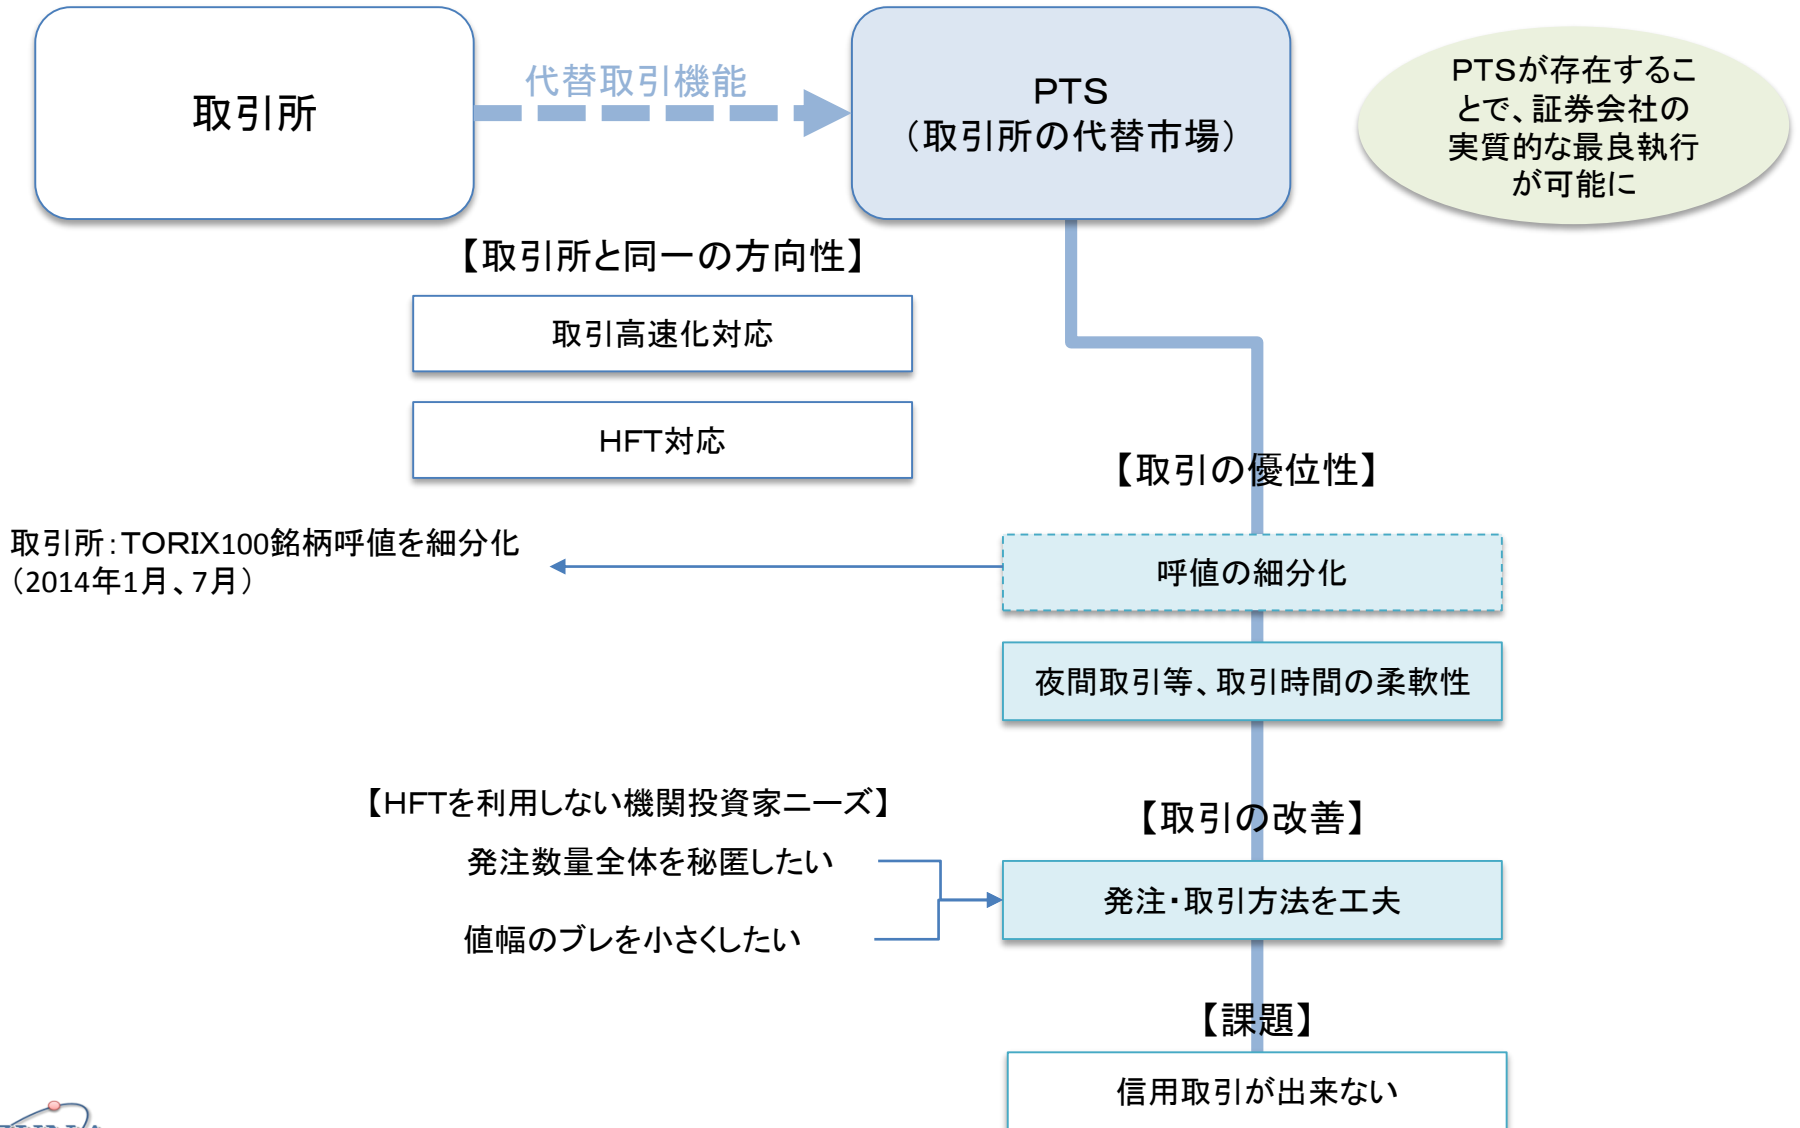 取引所
代替取引機能
PTS
（取引所の代替市場）
PTSが存在するこ
とで、証券会社の
実質的な最良執行
が可能に
【取引所と同一の方向性】
取引高速化対応
HFT対応
【取引の優位性】
取引所：TORIX100銘柄呼値を細分化
（2014年1月、7月）
呼値の細分化
夜間取引等、取引時間の柔軟性
【HFTを利用しない機関投資家ニーズ】
【取引の改善】
発注数量全体を秘匿したい
発注・取引方法を工夫
値幅のブレを小さくしたい
【課題】
信用取引が出来ない